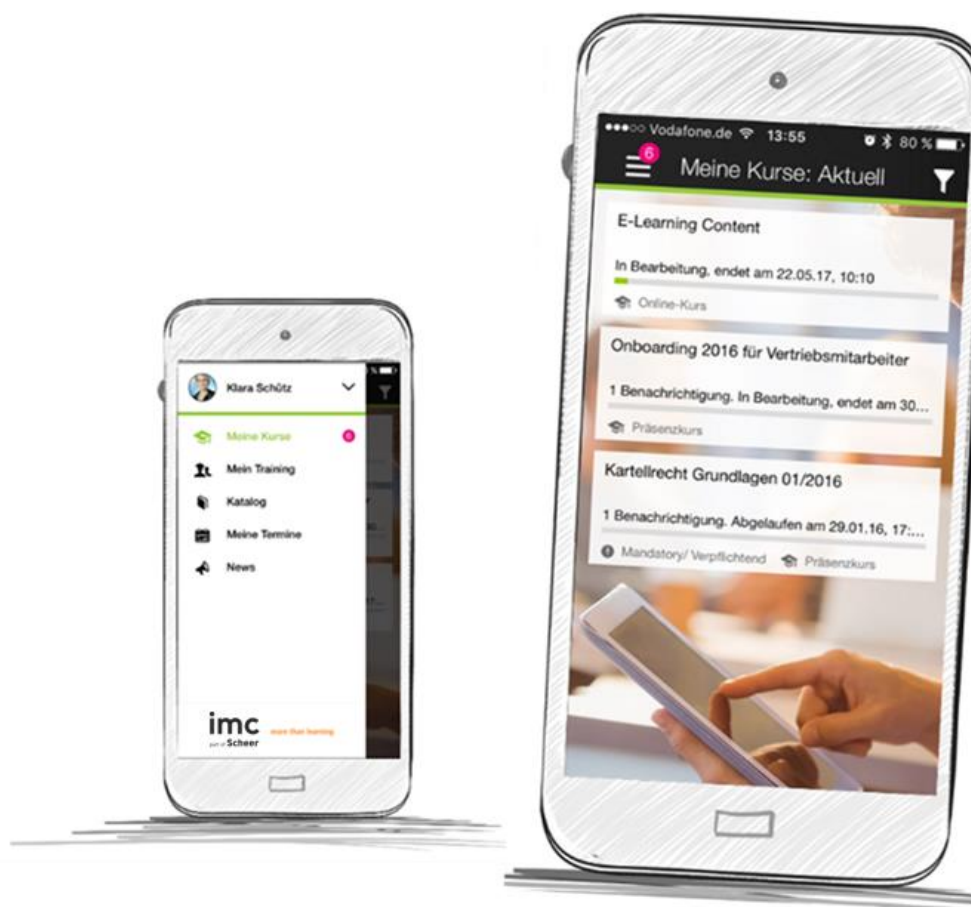 Klara Schütz
Meine Kurse 6
Mein Training
Katalog
Meine Termine
News
imc
part of Scheer
more than learning
Vodafone.de 13:55 80 %
6
Meine Kurse: Aktuell
E-Learning Content
In Bearbeitung, endet am 22.05.17, 10:10
Online-Kurs
Onboarding 2016 für Vertriebsmitarbeiter
1 Benachrichtigung. In Bearbeitung, endet am 30...
Präsenzkurs
Kartellrecht Grundlagen 01/2016
1 Benachrichtigung. Abgelaufen am 29.01.16, 17:...
Mandatory/ Verpflichtend Präsenzkurs